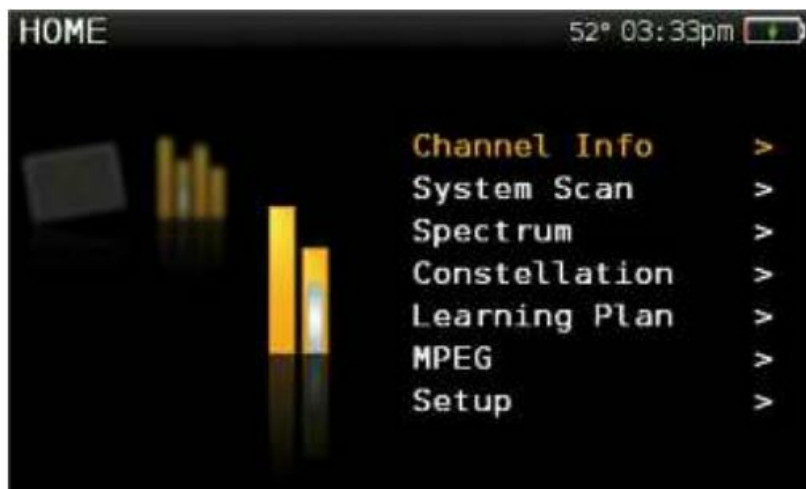 HOME 52° 03:33pm
Channel Info >
System Scan >
Spectrum >
Constellation >
Learning Plan >
MPEG >
Setup >